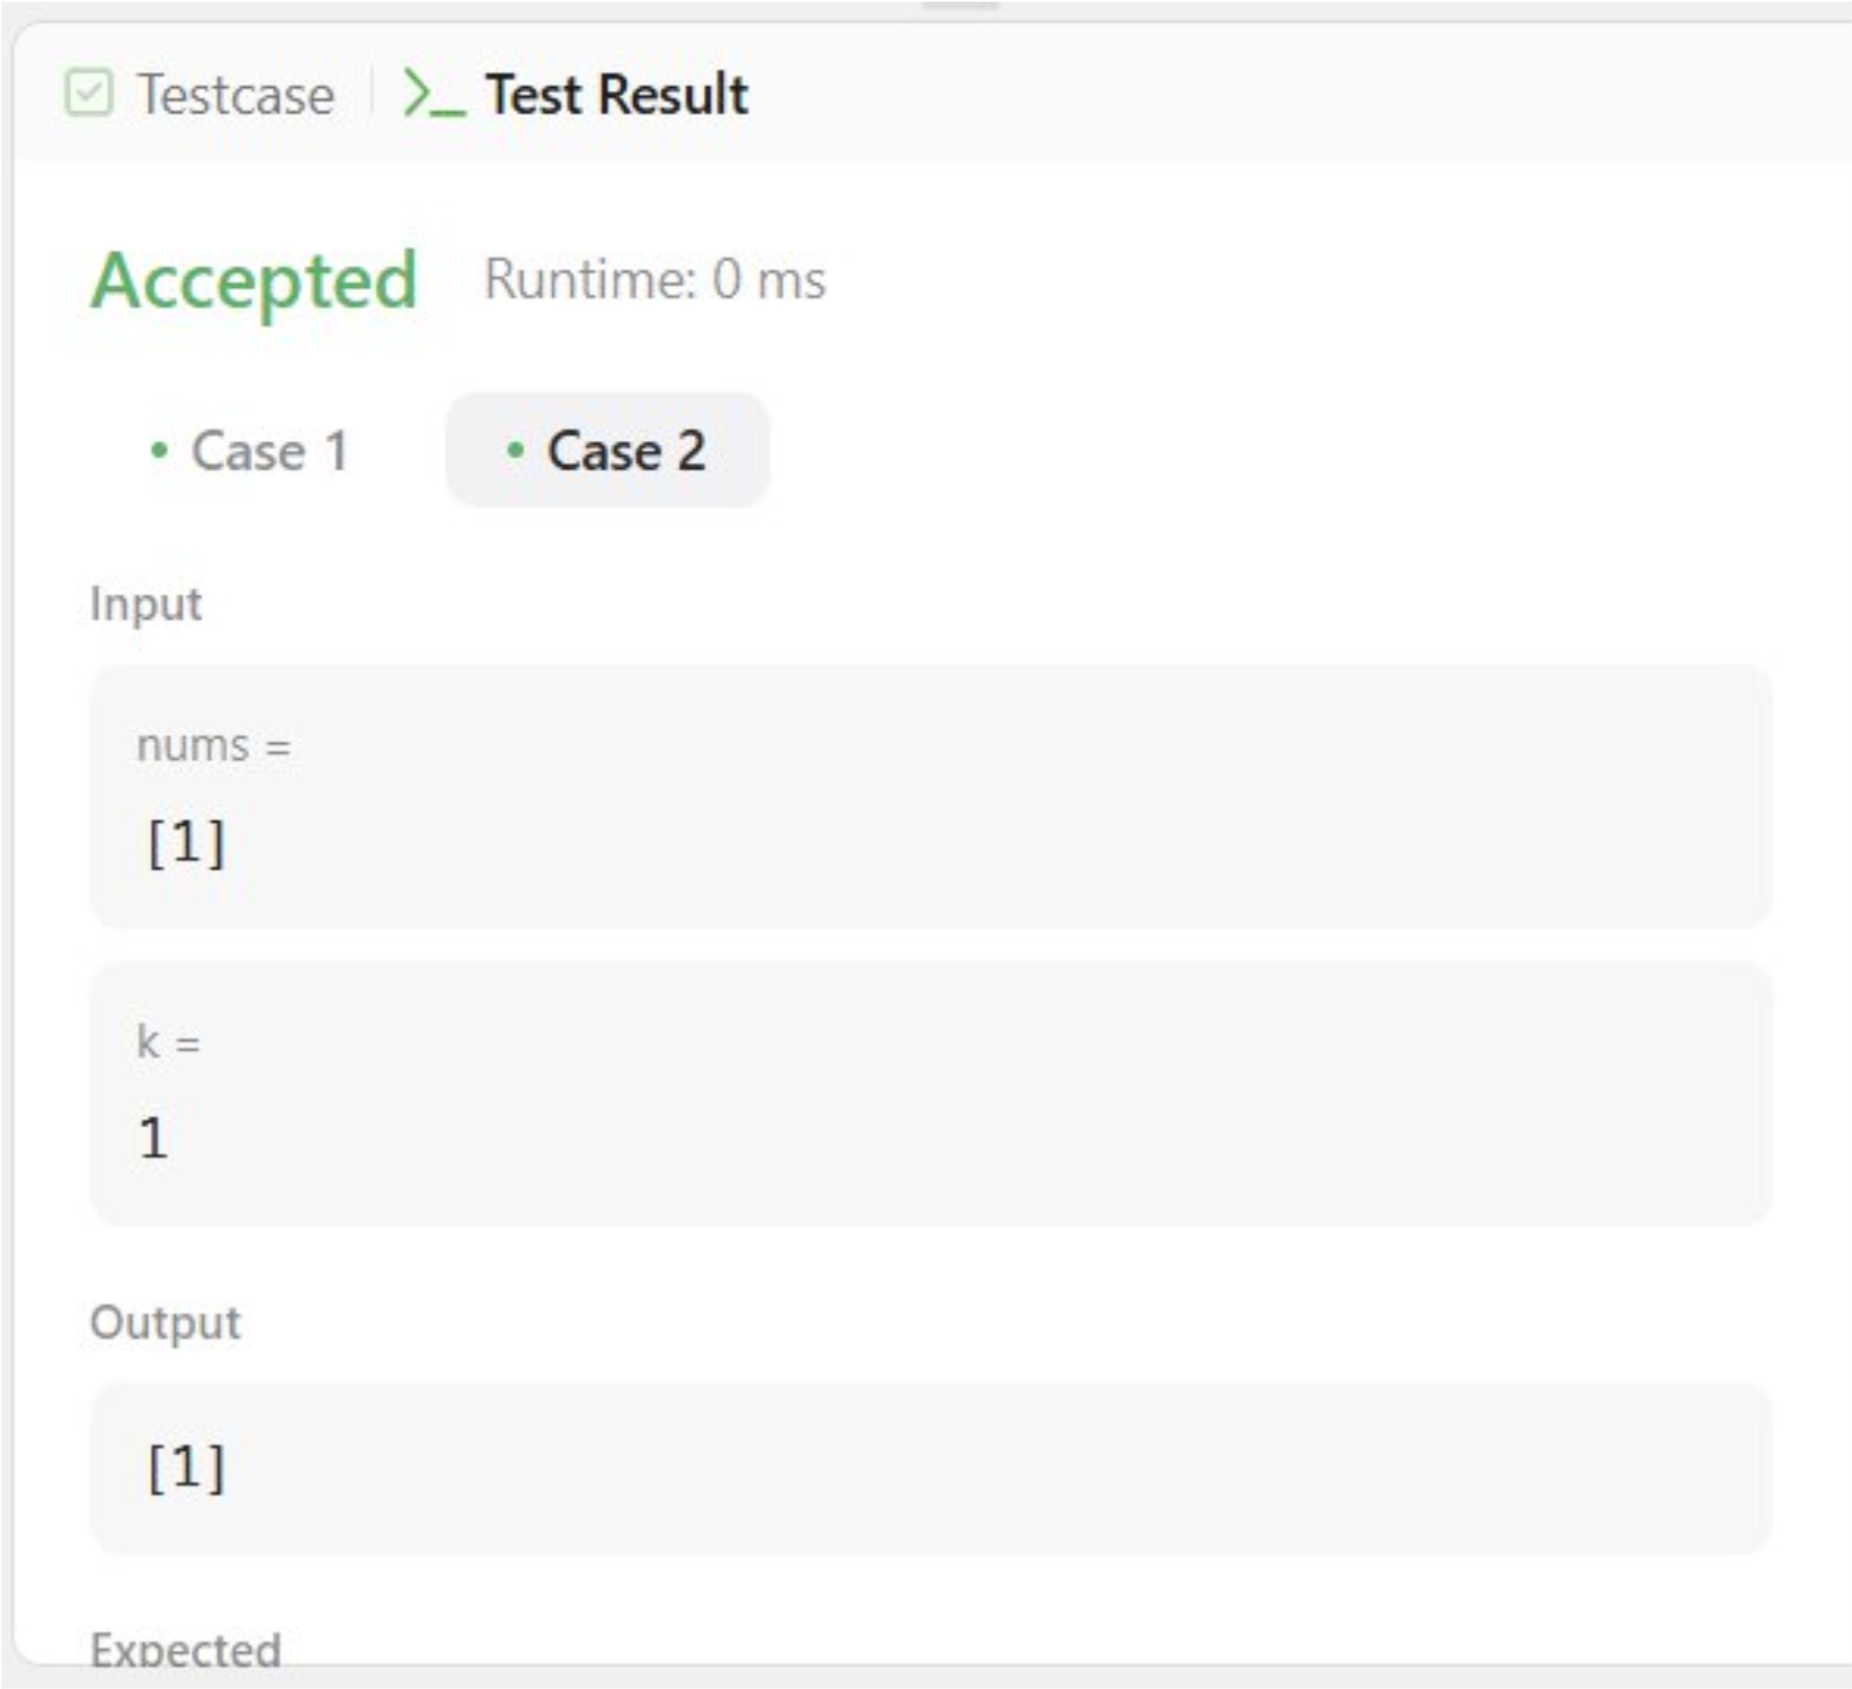 Testcase Test Result
Accepted Runtime: 0 ms
Case 1 Case 2
Input
nums =
[1]
k =
1
Output
[1]
Expected